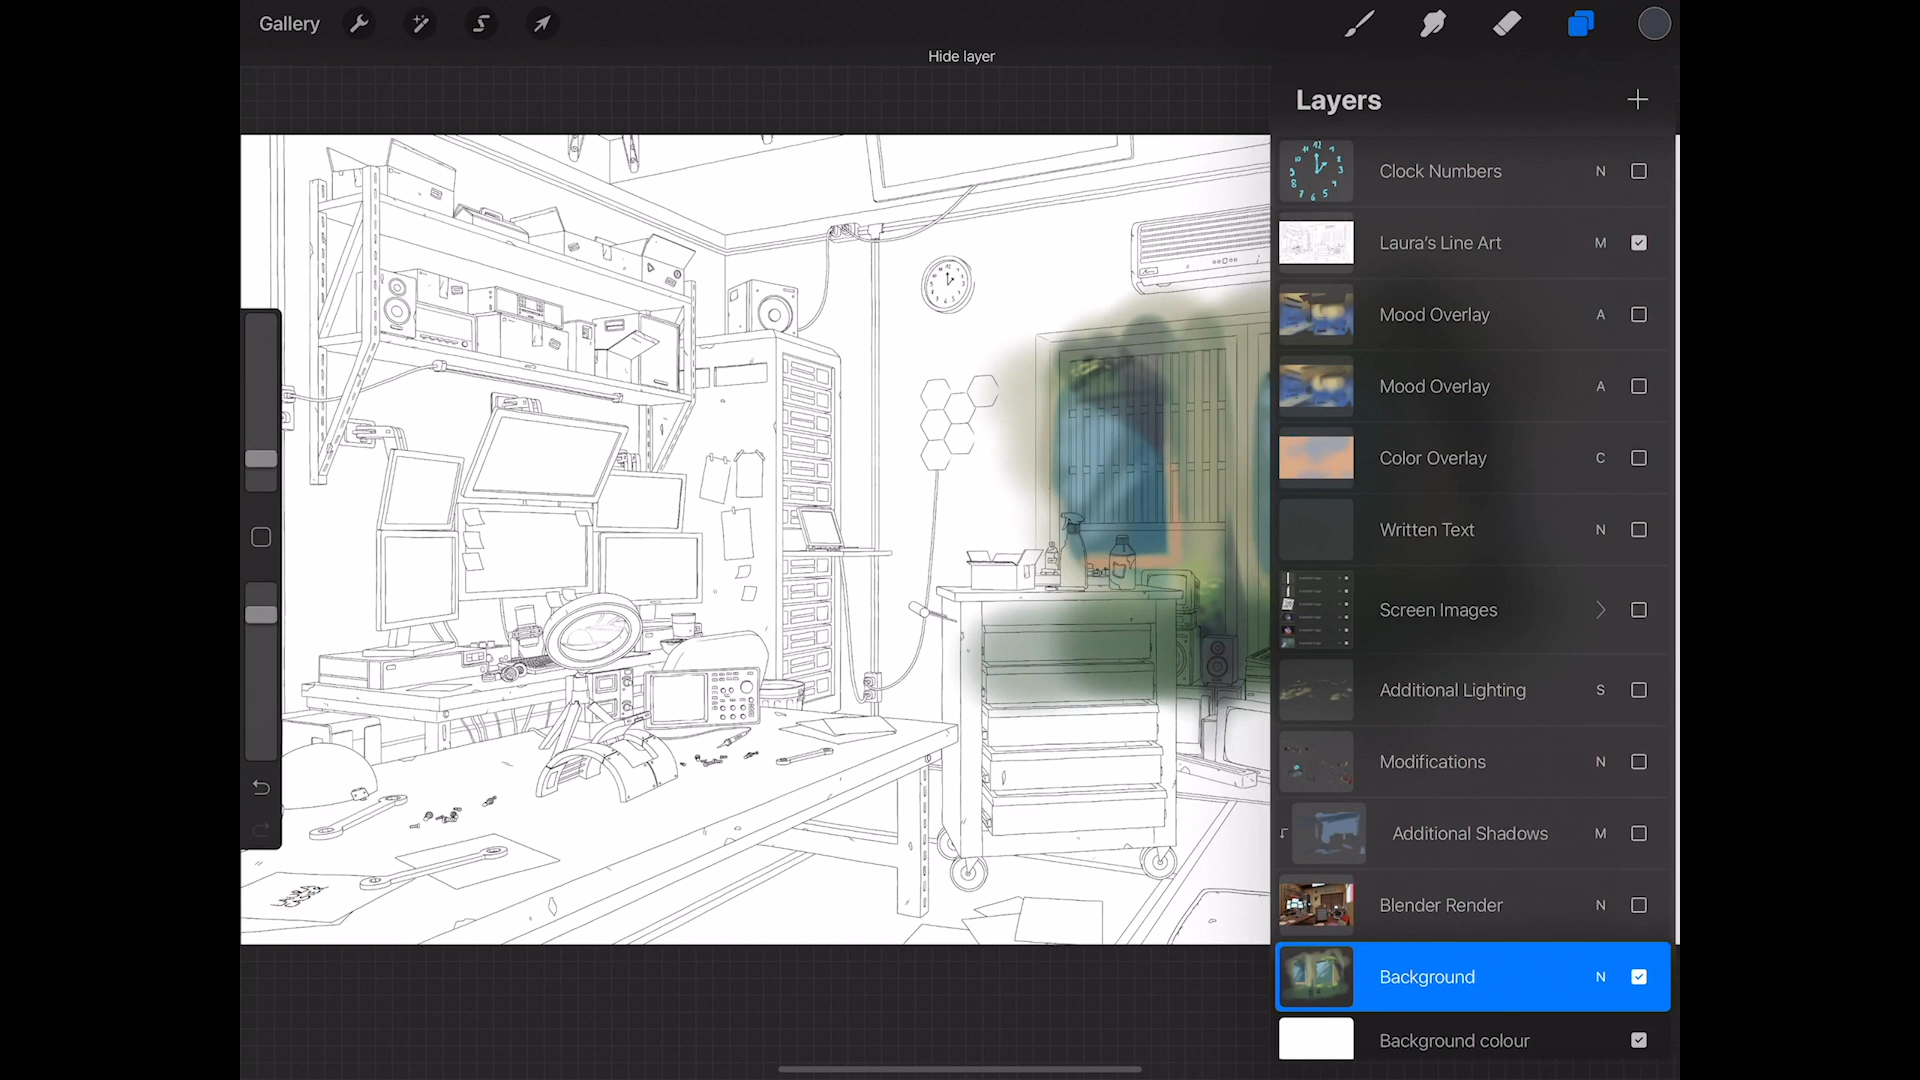 Gallery
Hide layer
Layers
Clock Numbers N
Laura's Line Art M
Mood Overlay A
Mood Overlay A
Color Overlay C
Written Text N
Screen Images
Additional Lighting S
Modifications N
Additional Shadows M
Blender Render N
Background N
Background colour